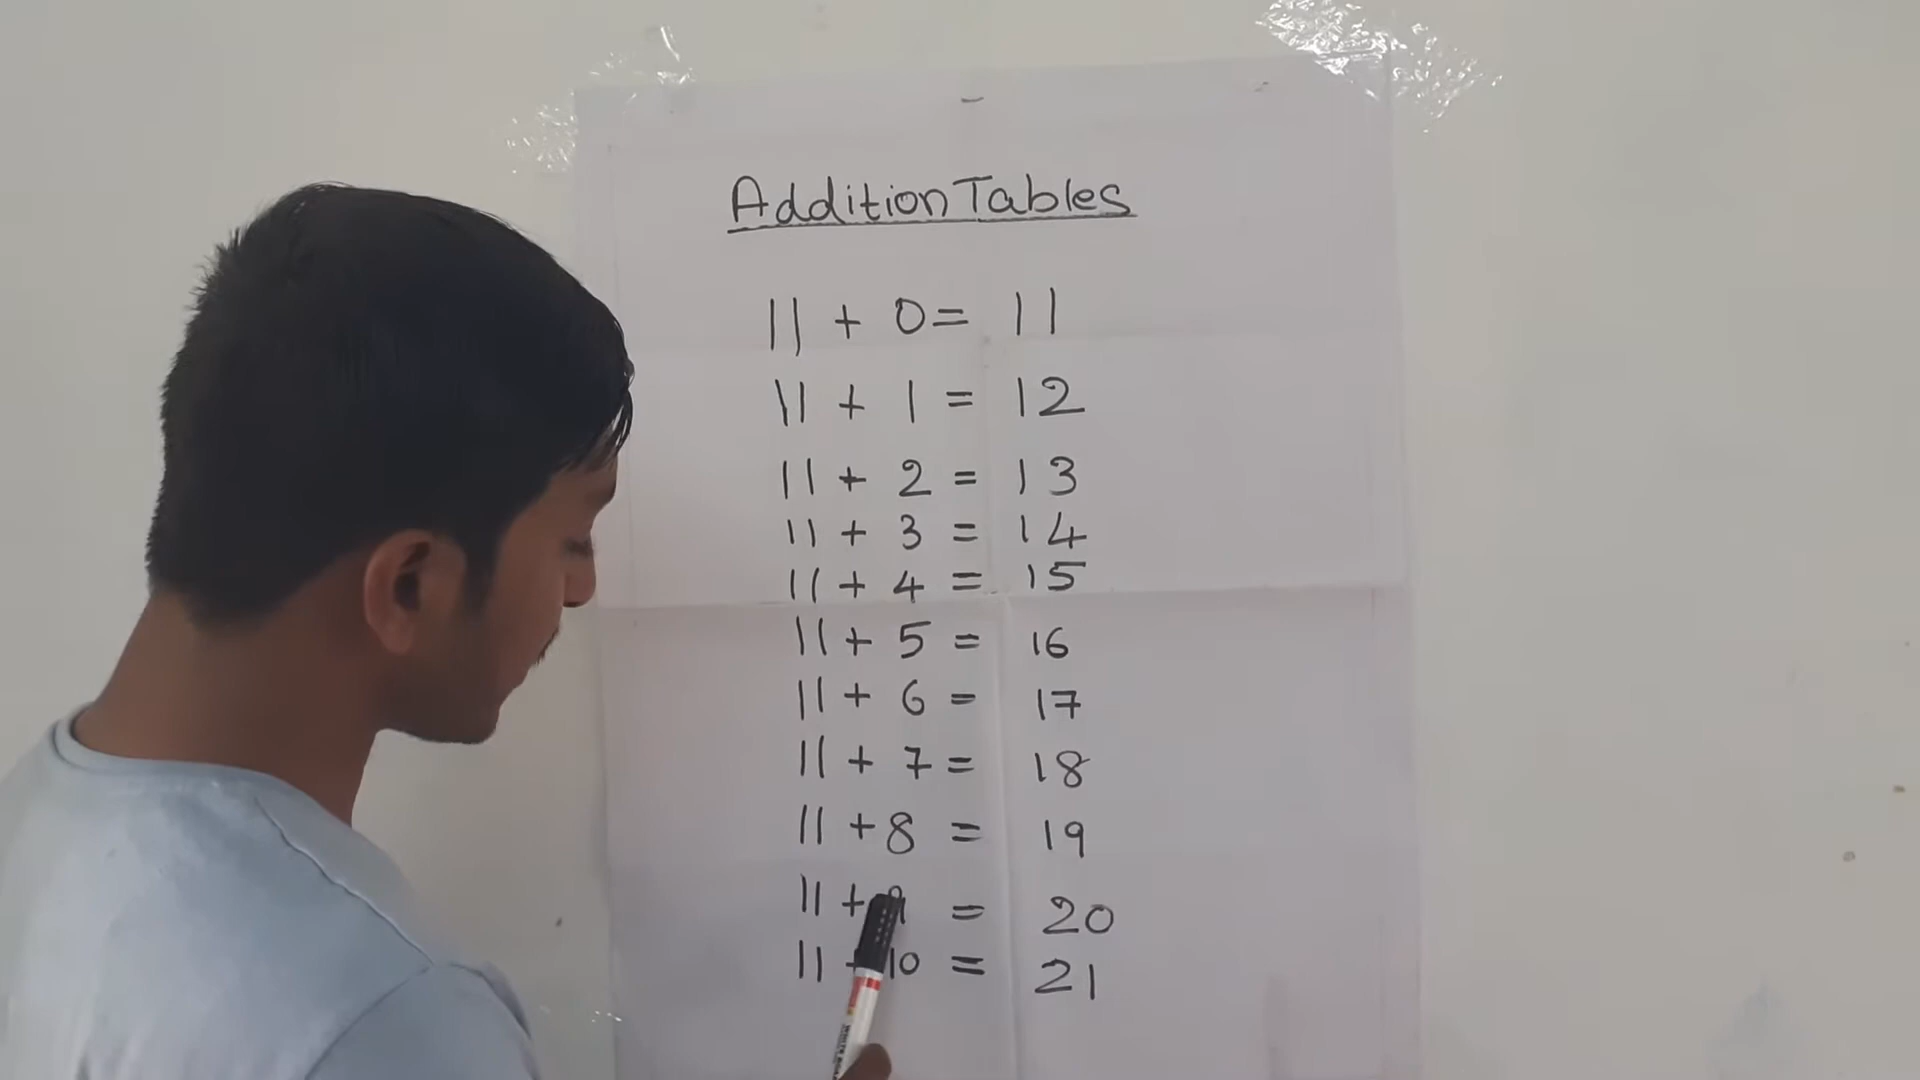 Addition Tables
11 + 0 = 11
11 + 1 = 12
11 + 2 = 13
11 + 3 = 14
11 + 4 = 15
11 + 5 = 16
11 + 6 = 17
11 + 7 = 18
11 + 8 = 19
11 + 9 = 20
11 + 10 = 21